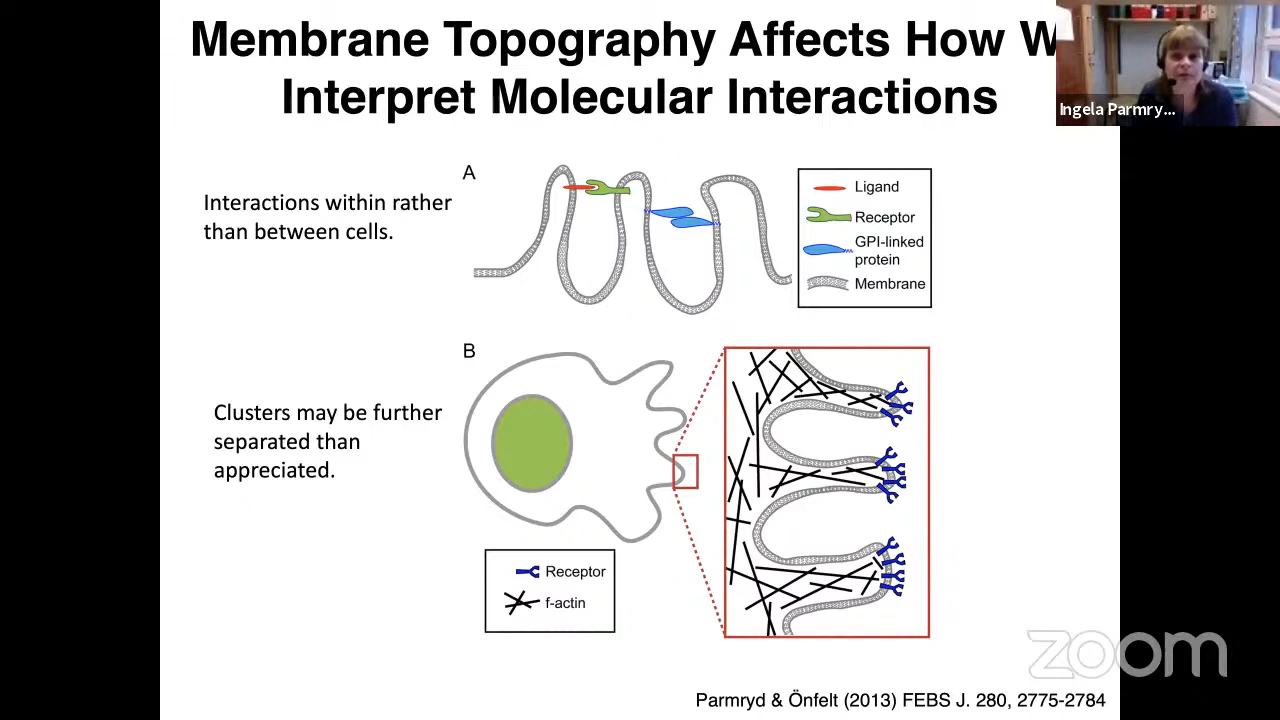 Membrane Topography Affects How W
Interpret Molecular Interactions
Ingela Parmry...
A
Interactions within rather
than between cells.
Ligand
Receptor
GPI-linked
protein
Membrane
B
Clusters may be further
separated than
appreciated.
Receptor
f-actin
zoom
Parmryd & Önfelt (2013) FEBS J. 280, 2775-2784